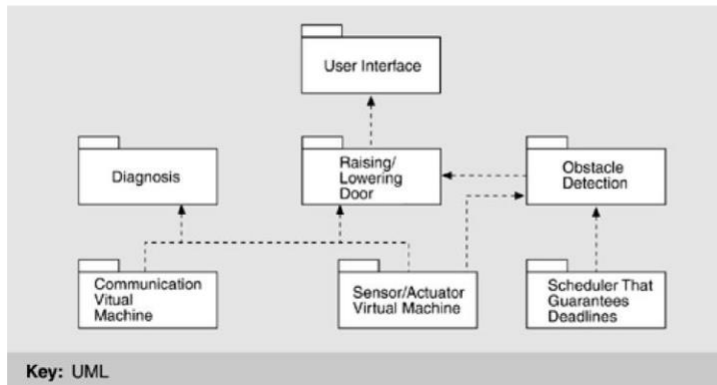 User Interface
Diagnosis
Raising/
Lowering
Door
Obstacle
Detection
Communication
Vitual
Machine
Sensor/Actuator
Virtual Machine
Scheduler That
Guarantees
Deadlines
Key: UML